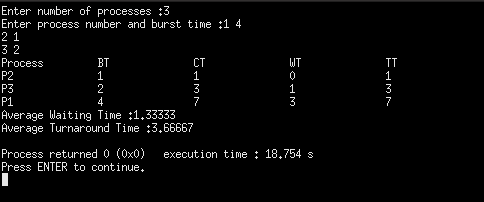 Enter number of processes :3
Enter process number and burst time :1 4
2 1
3 2
Process BT CT WT TT
P2 1 1 0 1
P3 2 3 1 3
P1 4 7 3 7
Average Waiting Time :1.33333
Average Turnaround Time :3.66667
Process returned 0 (0x0) execution time : 18.754 s
Press ENTER to continue.